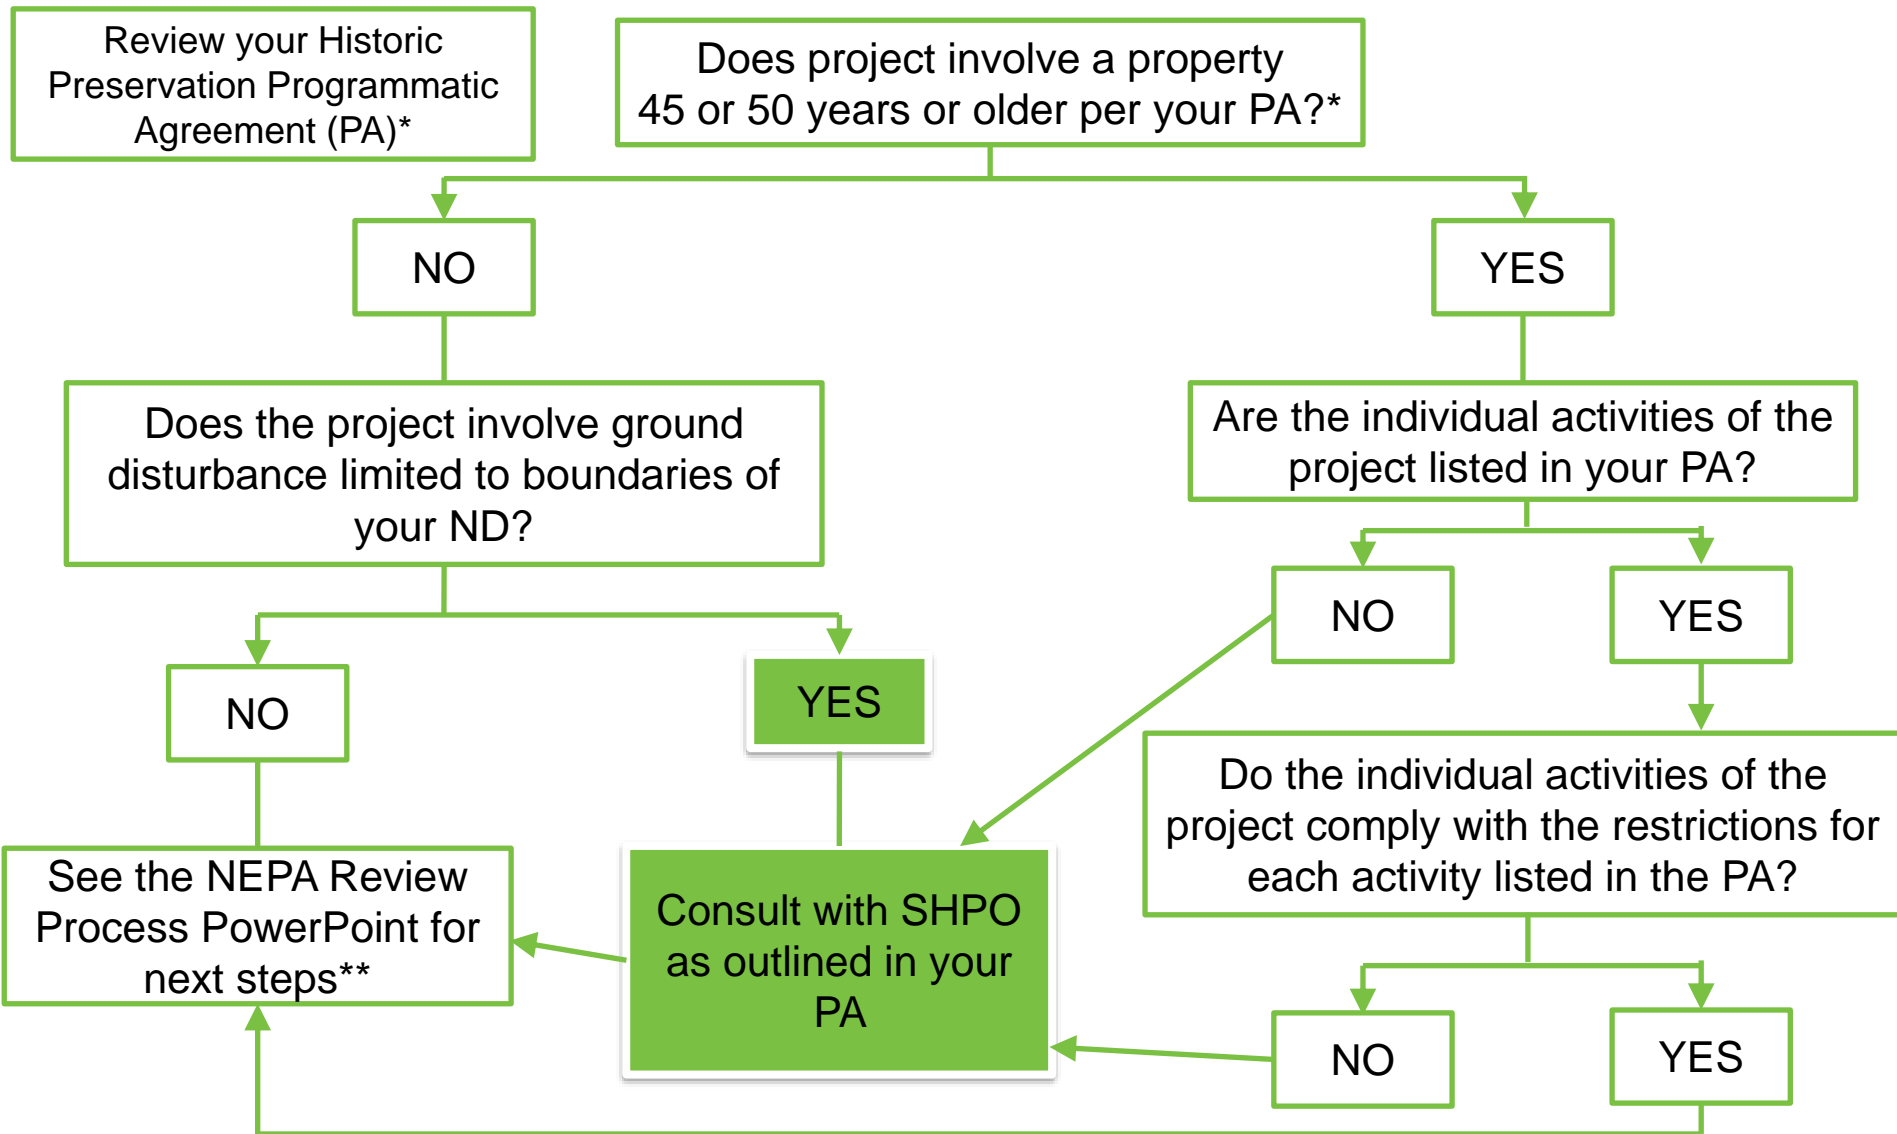 Review your Historic
Preservation Programmatic
Agreement (PA)*
Does project involve a property
45 or 50 years or older per your PA?*
NO
YES
Does the project involve ground
disturbance limited to boundaries of
your ND?
Are the individual activities of the
project listed in your PA?
NO
YES
NO
YES
See the NEPA Review
Process PowerPoint for
next steps**
Consult with SHPO
as outlined in your
PA
Do the individual activities of the
project comply with the restrictions for
each activity listed in the PA?
NO
YES